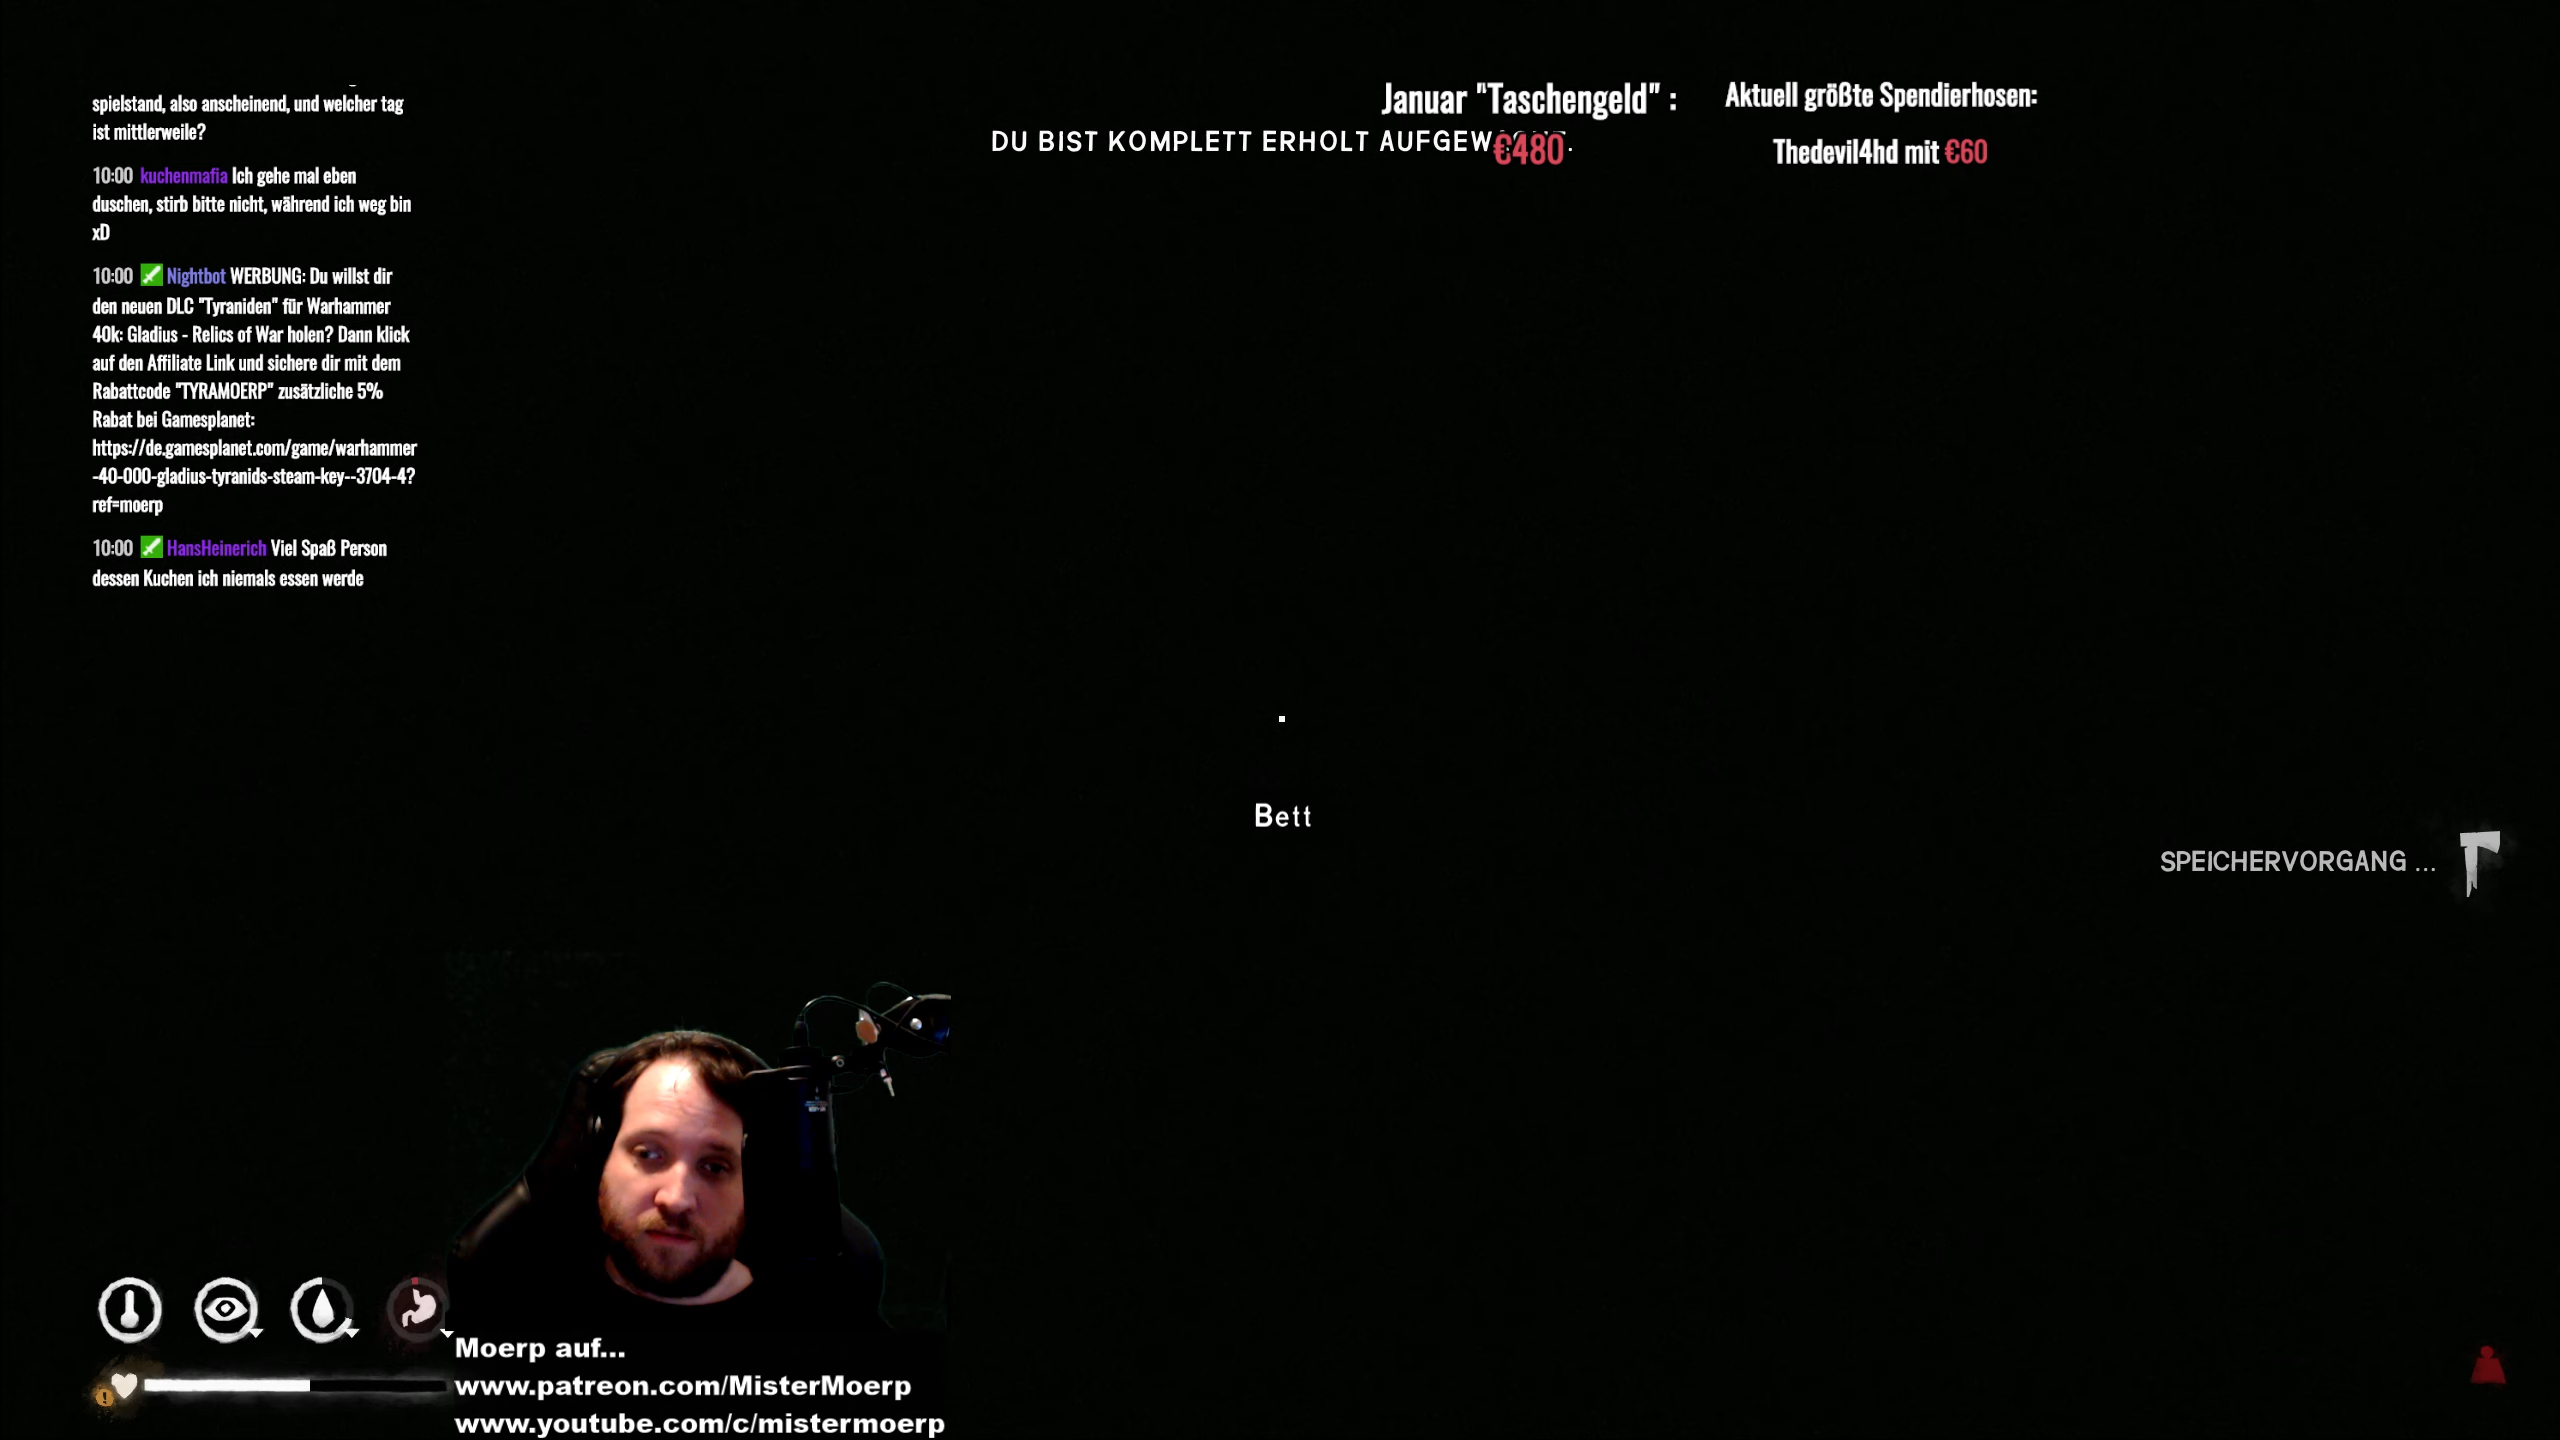 spielstand, also anscheinend, und welcher tag
ist mittlerweile?
10:00 kuchenmafia Ich gehe mal eben
duschen, stirb bitte nicht, während ich weg bin
xD
10:00 Nightbot WERBUNG: Du willst dir
den neuen DLC "Tyraniden" für Warhammer
40k: Gladius - Relics of War holen? Dann klick
auf den Affiliate Link und sichere dir mit dem
Rabattcode "TYRAMOERP" zusätzliche 5%
Rabat bei Gamesplanet:
https://de.gamesplanet.com/game/warhammer
-40-000-gladius-tyranids-steam-key--3704-4?
ref=moerp
10:00 HansHeinerich Viel Spaß Person
dessen Kuchen ich niemals essen werde
Januar "Taschengeld" :
€480
Aktuell größte Spendierhosen:
Thedevil4hd mit €60
DU BIST KOMPLETT ERHOLT
Bett
SPEICHERVORGANG ...
Moerp auf...
www.patreon.com/MisterMoerp
www.youtube.com/c/mistermoerp